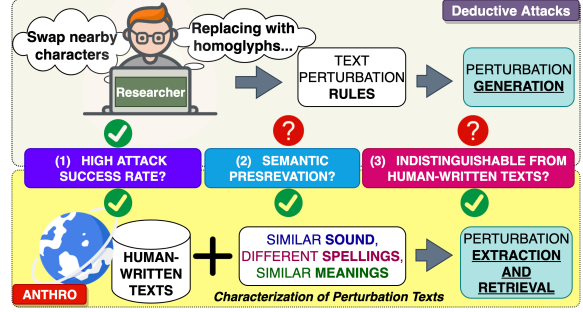 Deductive Attacks
Swap nearby
characters
Replacing with
homoglyphs...
Researcher
TEXT
PERTURBATION
RULES
PERTURBATION
GENERATION
(1) HIGH ATTACK
SUCCESS RATE?
?
(2) SEMANTIC
PRESREVATION?
?
(3) INDISTINGUISHABLE FROM
HUMAN-WRITTEN TEXTS?
ANTHRO
HUMAN-
WRITTEN
TEXTS
SIMILAR SOUND,
DIFFERENT SPELLINGS,
SIMILAR MEANINGS
Characterization of Perturbation Texts
PERTURBATION
EXTRACTION
AND
RETRIEVAL